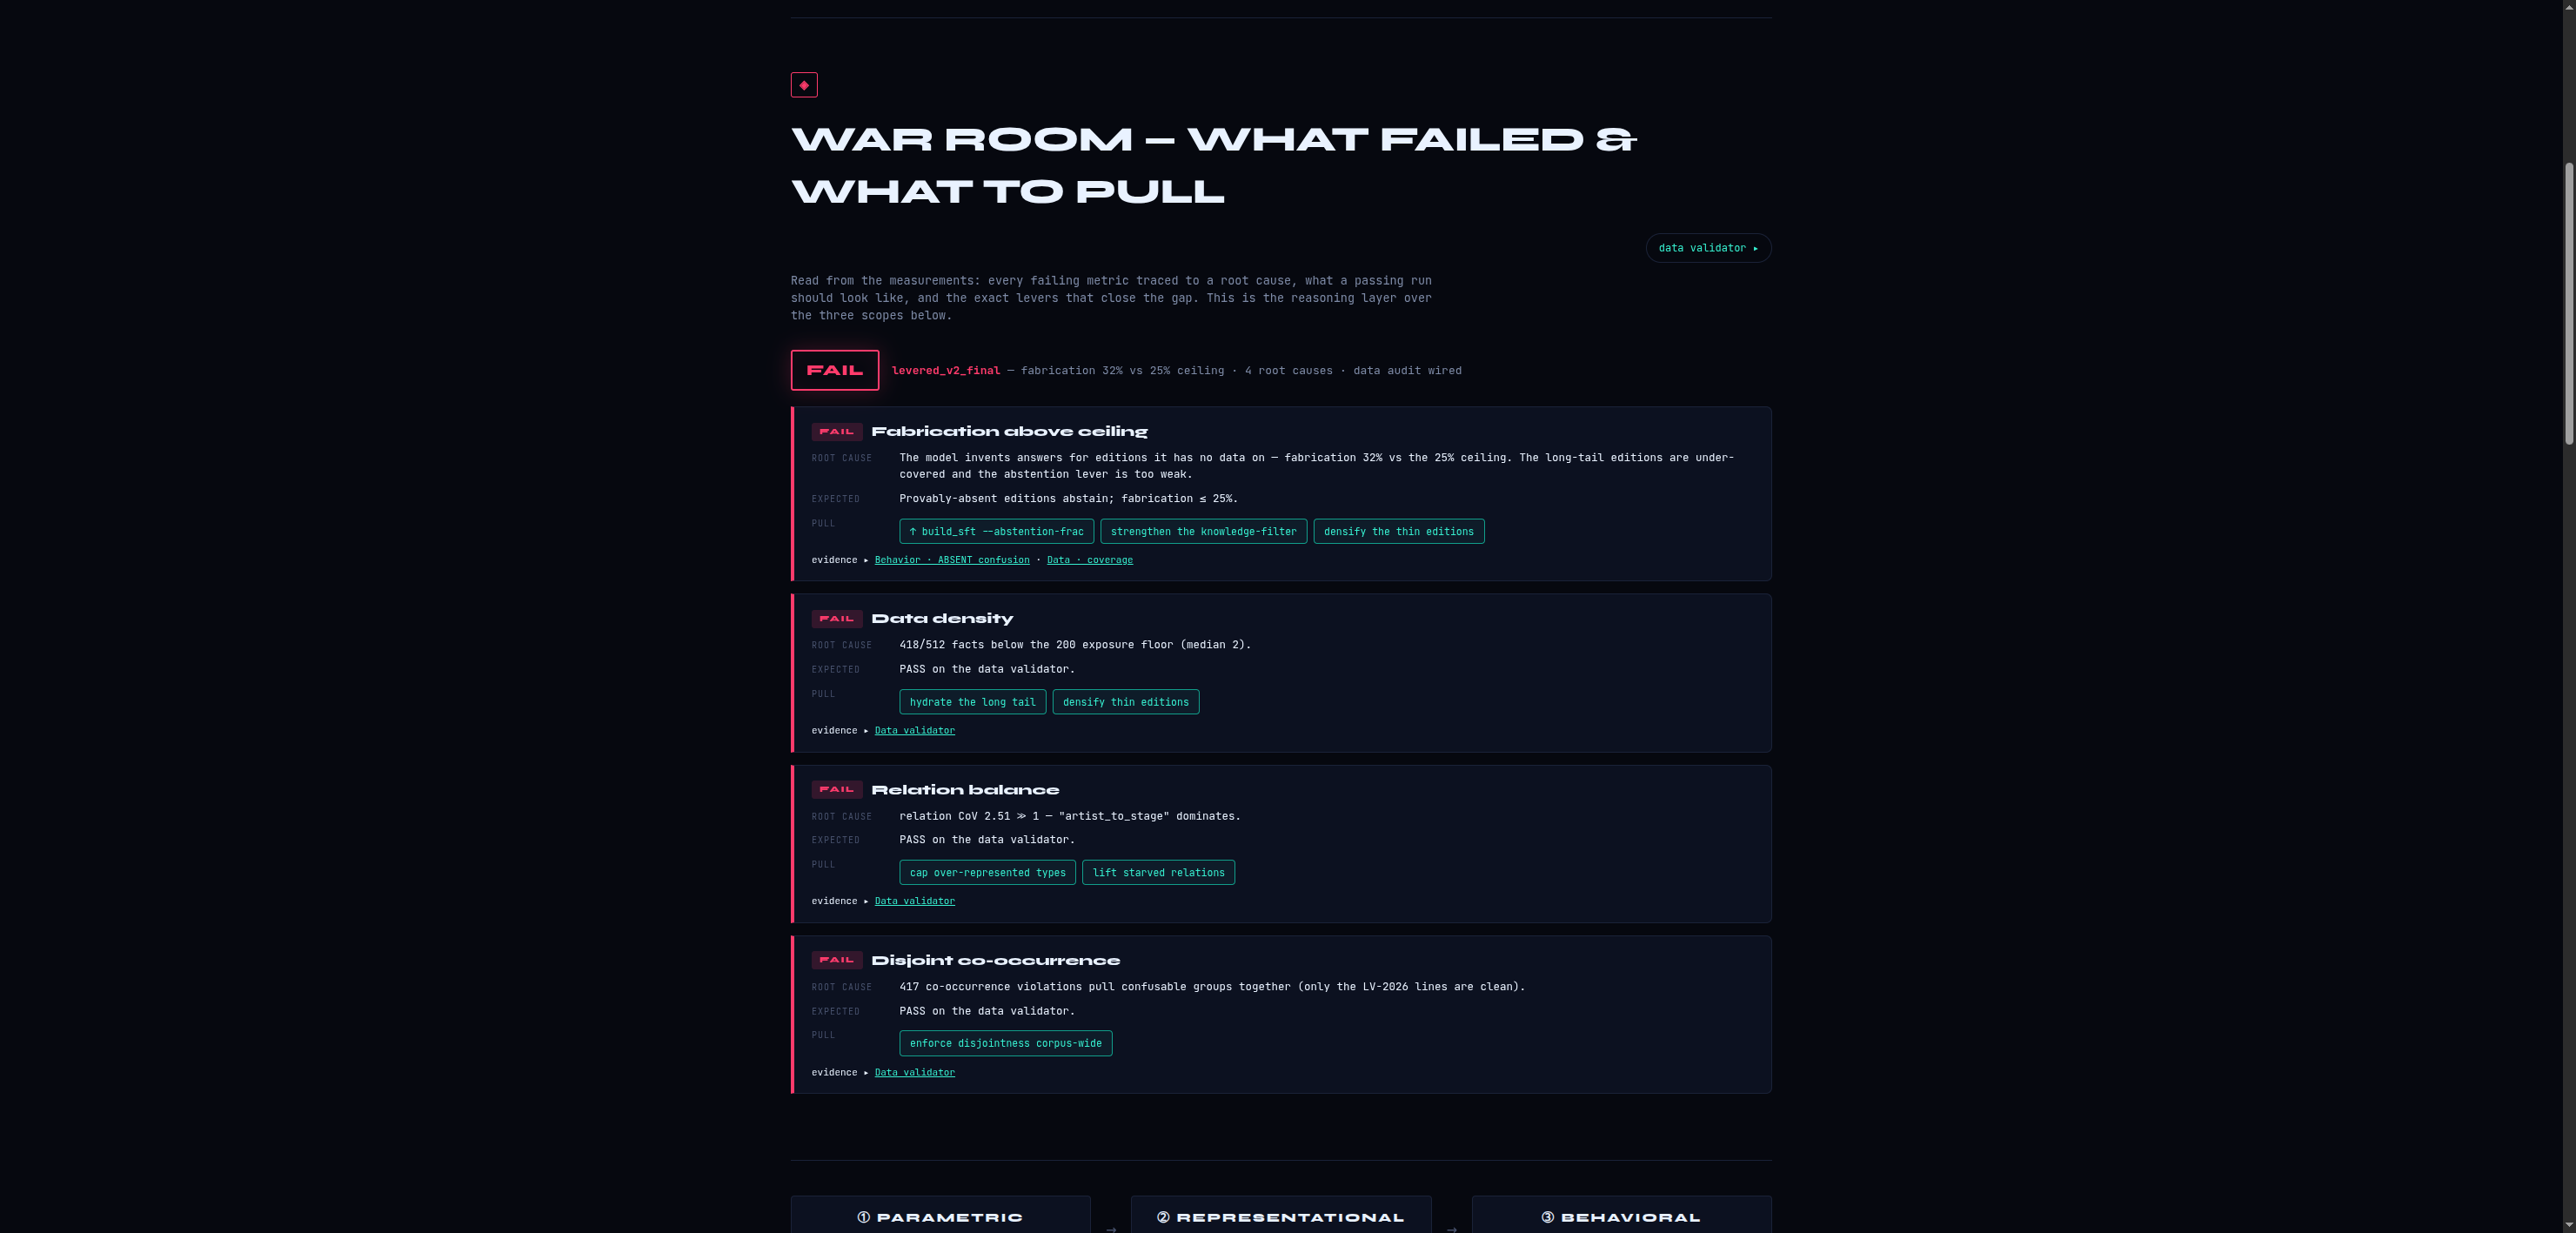 ◈
WAR ROOM — WHAT FAILED &
WHAT TO PULL
data validator ▸
Read from the measurements: every failing metric traced to a root cause, what a passing run
should look like, and the exact levers that close the gap. This is the reasoning layer over
the three scopes below.
FAIL levered_v2_final — fabrication 32% vs 25% ceiling · 4 root causes · data audit wired
FAIL Fabrication above ceiling
ROOT CAUSE The model invents answers for editions it has no data on — fabrication 32% vs the 25% ceiling. The long-tail editions are under-
covered and the abstention lever is too weak.
EXPECTED Provably-absent editions abstain; fabrication ≤ 25%.
PULL ↑ build_sft --abstention-frac strengthen the knowledge-filter densify the thin editions
evidence ▸ Behavior · ABSENT confusion · Data · coverage
FAIL Data density
ROOT CAUSE 418/512 facts below the 200 exposure floor (median 2).
EXPECTED PASS on the data validator.
PULL hydrate the long tail densify thin editions
evidence ▸ Data validator
FAIL Relation balance
ROOT CAUSE relation CoV 2.51 ≫ 1 — "artist_to_stage" dominates.
EXPECTED PASS on the data validator.
PULL cap over-represented types lift starved relations
evidence ▸ Data validator
FAIL Disjoint co-occurrence
ROOT CAUSE 417 co-occurrence violations pull confusable groups together (only the LV-2026 lines are clean).
EXPECTED PASS on the data validator.
PULL enforce disjointness corpus-wide
evidence ▸ Data validator
① PARAMETRIC → ② REPRESENTATIONAL → ③ BEHAVIORAL